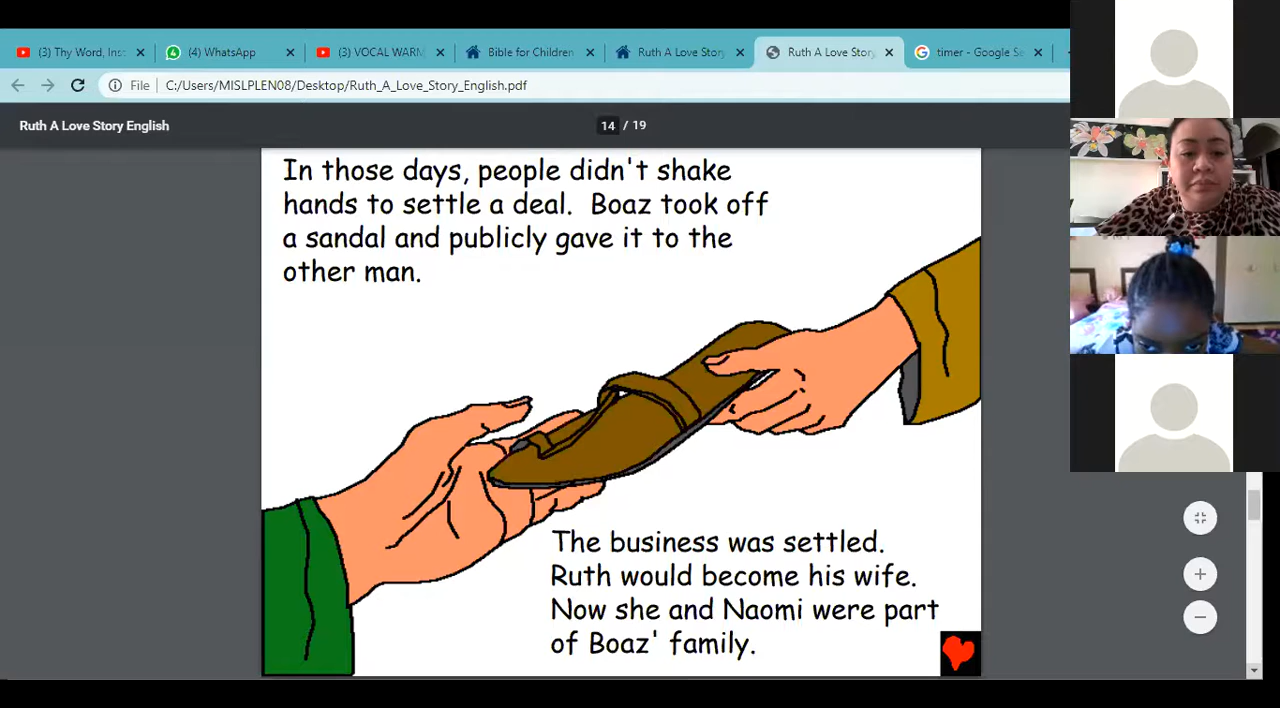 (3) Thy Word, Ins
(4) WhatsApp
(3) VOCAL WARM
Bible for Children
Ruth A Love Story
Ruth A Love Story
timer - Google Se
File
C:/Users/MISLPLEN08/Desktop/Ruth_A_Love_Story_English.pdf
Ruth A Love Story English
14 / 19
In those days, people didn't shake
hands to settle a deal. Boaz took off
a sandal and publicly gave it to the
other man.
The business was settled.
Ruth would become his wife.
Now she and Naomi were part
of Boaz' family.